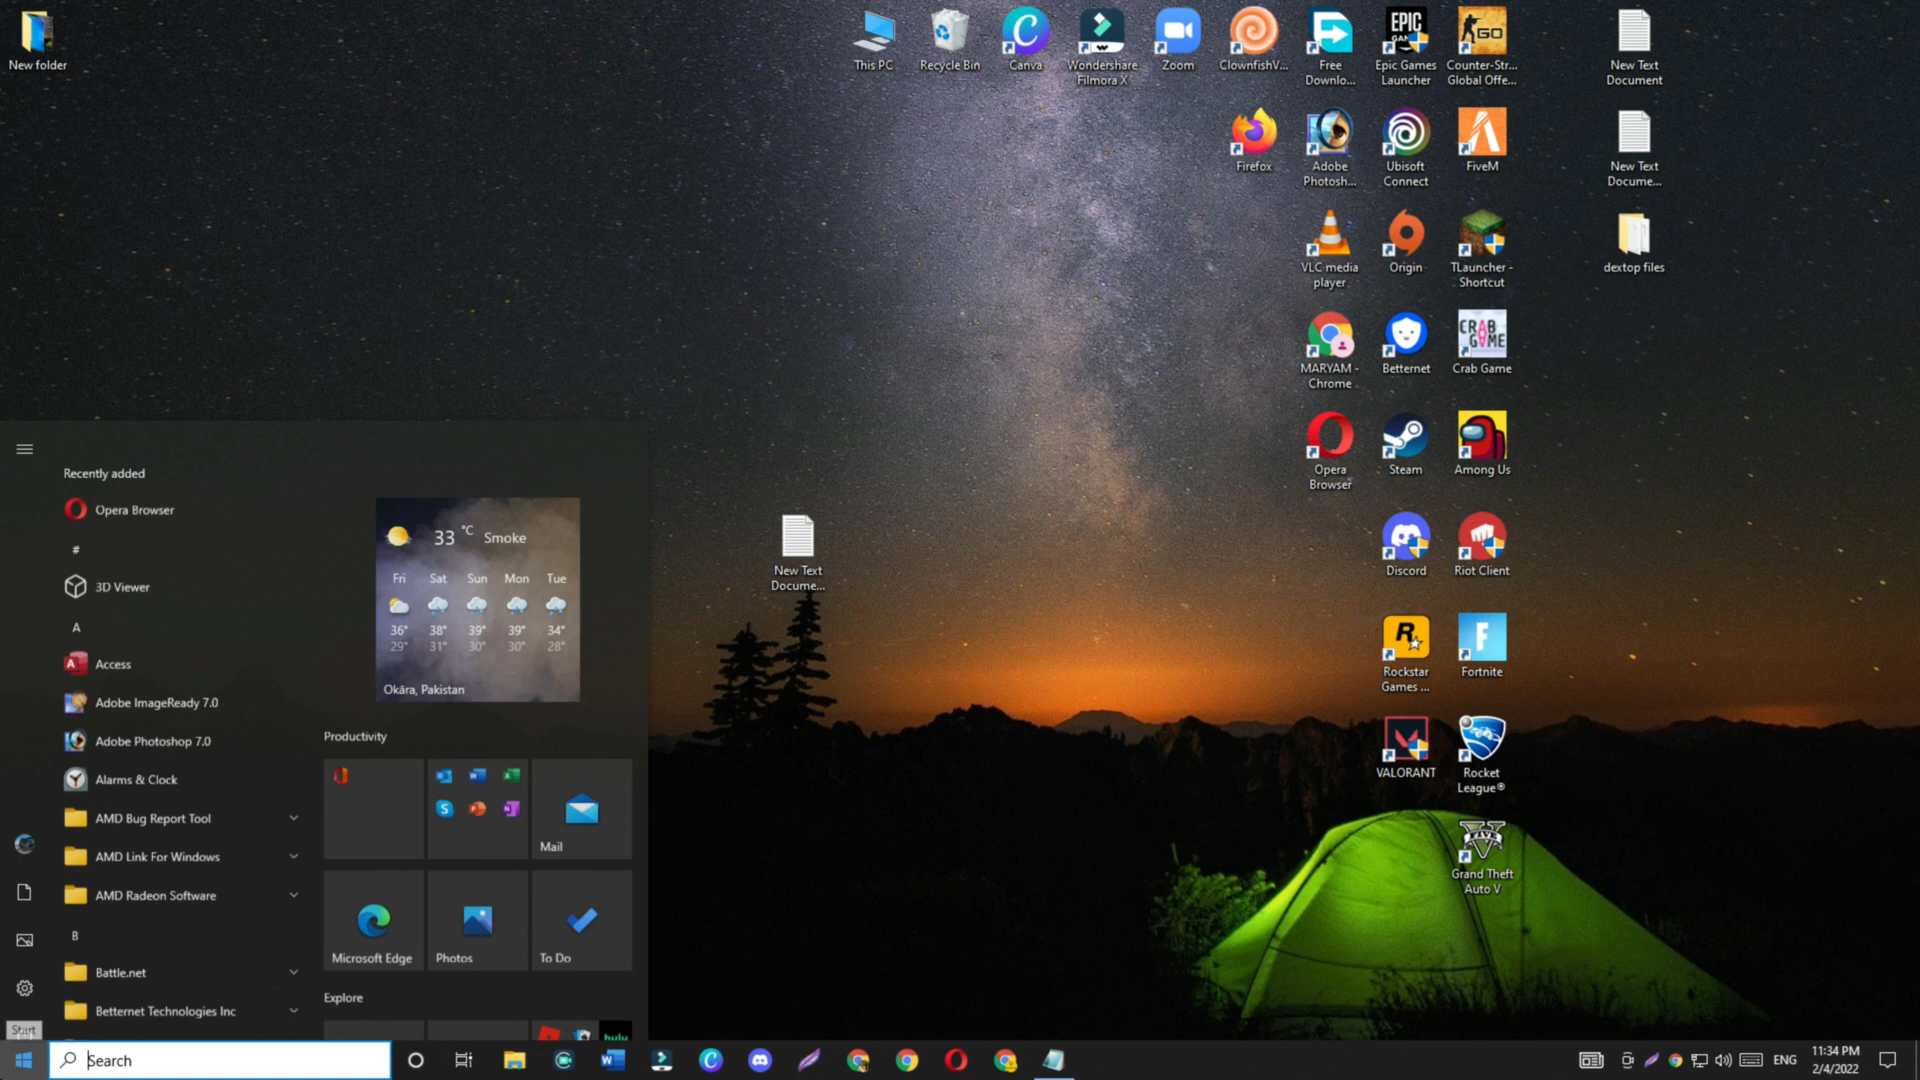 New folder
This PC
Recycle Bin
Canva
Wondershare
Filmora X
Zoom
ClownfishV...
Free
Downlo...
EPIC
Epic Games
Launcher
GO
Counter-Str...
Global Offe...
New Text
Document
Firefox
Adobe
Photosh...
Ubisoft
Connect
FiveM
New Text
Docume...
VLC media
player
Origin
TLauncher -
Shortcut
dextop files
MARYAM -
Chrome
Betternet
CRAB
GAME
Crab Game
Opera
Browser
Steam
Among Us
New Text
Docume...
Discord
Riot Client
Rockstar
Games ...
Fortnite
VALORANT
Rocket
League®
FIVE
Grand Theft
Auto V
Recently added
Opera Browser
#
3D Viewer
A
Access
Adobe ImageReady 7.0
Adobe Photoshop 7.0
Alarms & Clock
AMD Bug Report Tool
AMD Link For Windows
AMD Radeon Software
B
Battle.net
Betternet Technologies Inc
33 °C Smoke
Fri Sat Sun Mon Tue
36° 38° 39° 39° 34°
29° 31° 30° 30° 28°
Okāra, Pakistan
Productivity
Mail
Microsoft Edge
Photos
To Do
Explore
hulu
Start
Search
ENG
11:34 PM
2/4/2022